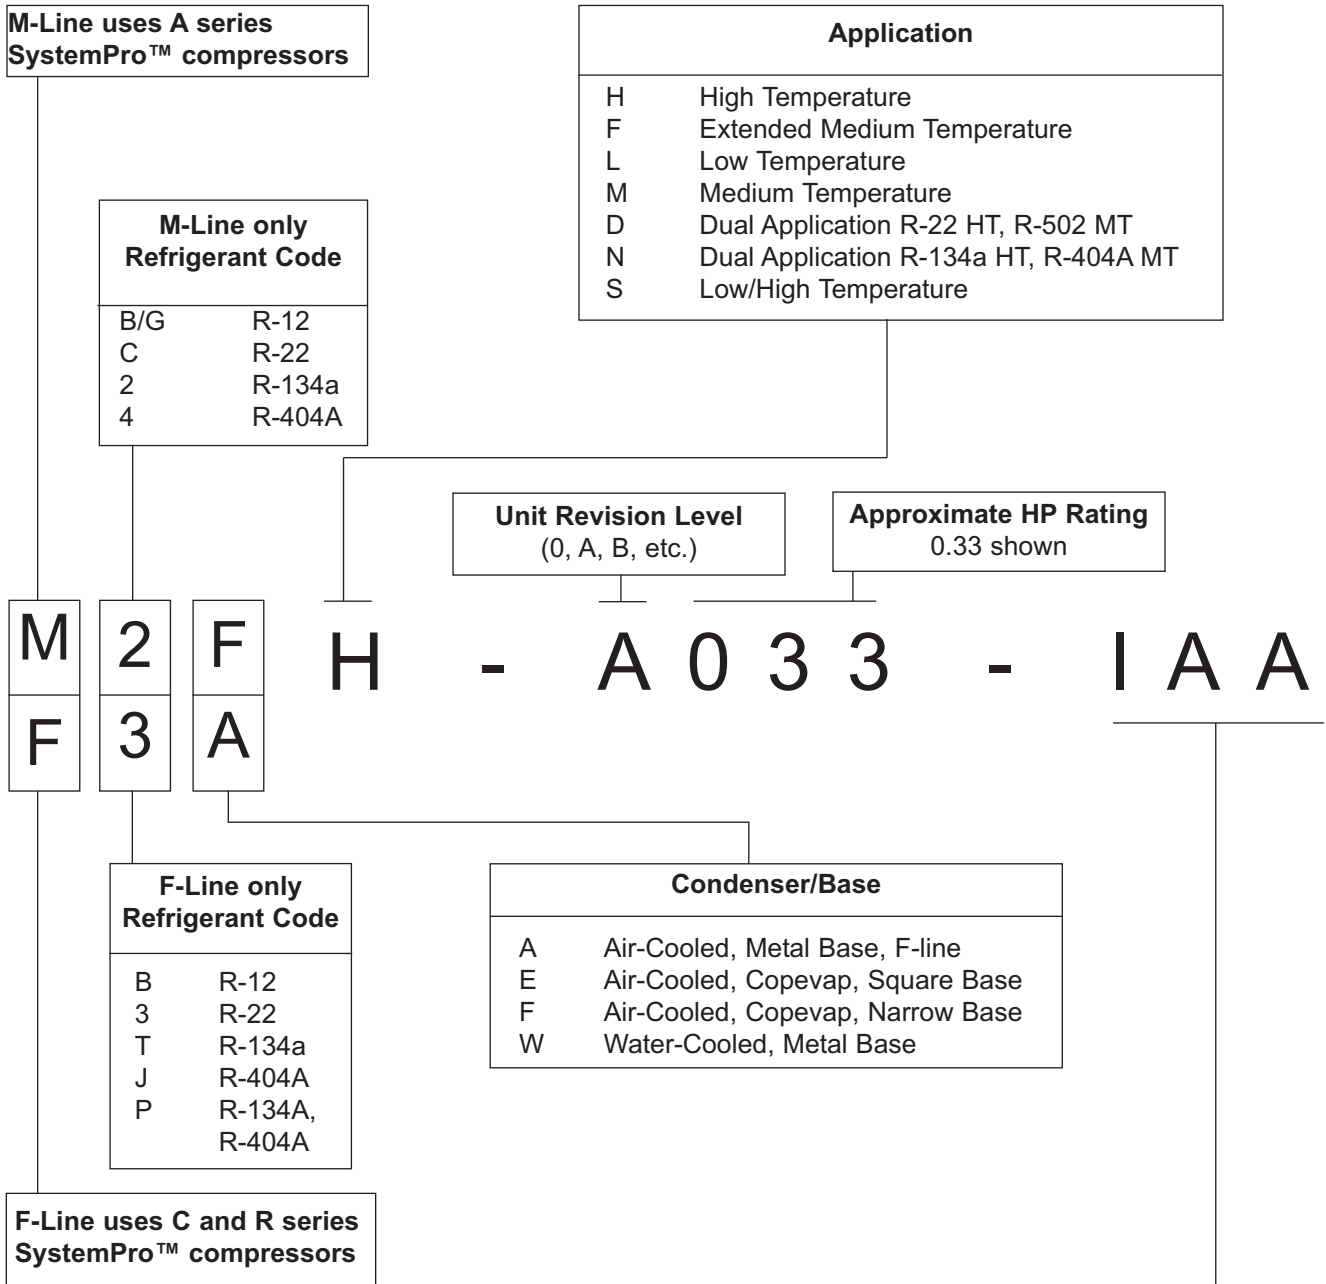 M-Line uses A series
SystemPro™ compressors
Application
H High Temperature
F Extended Medium Temperature
L Low Temperature
M Medium Temperature
D Dual Application R-22 HT, R-502 MT
N Dual Application R-134a HT, R-404A MT
S Low/High Temperature
M-Line only
Refrigerant Code
B/G R-12
C R-22
2 R-134a
4 R-404A
Unit Revision Level
(0, A, B, etc.)
Approximate HP Rating
0.33 shown
M 2 F H - A 0 3 3 - I A A
F 3 A
F-Line only
Refrigerant Code
B R-12
3 R-22
T R-134a
J R-404A
P R-134A,
R-404A
Condenser/Base
A Air-Cooled, Metal Base, F-line
E Air-Cooled, Copevap, Square Base
F Air-Cooled, Copevap, Narrow Base
W Water-Cooled, Metal Base
F-Line uses C and R series
SystemPro™ compressors